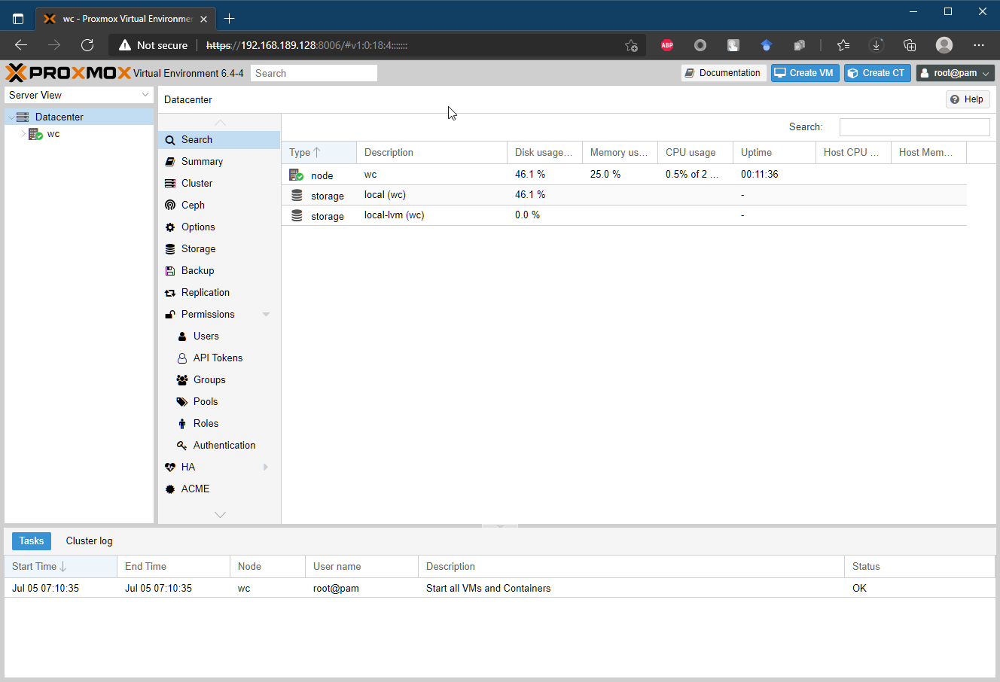 wc - Proxmox Virtual Environmer
Not secure https://192.168.189.128:8006/#v1:0:18:4::::::: ABP
PROXMOX Virtual Environment 6.4-4 Search Documentation Create VM Create CT root@pam
Server View Datacenter Help
Datacenter
wc
Search:
Search
Summary
Cluster
Ceph
Options
Storage
Backup
Replication
Permissions
Users
API Tokens
Groups
Pools
Roles
Authentication
HA
ACME
Type Description Disk usage... Memory us... CPU usage Uptime Host CPU ... Host Mem...
node wc 46.1 % 25.0 % 0.5% of 2 ... 00:11:36
storage local (wc) 46.1 % -
storage local-lvm (wc) 0.0 % -
Tasks Cluster log
Start Time End Time Node User name Description Status
Jul 05 07:10:35 Jul 05 07:10:35 wc root@pam Start all VMs and Containers OK